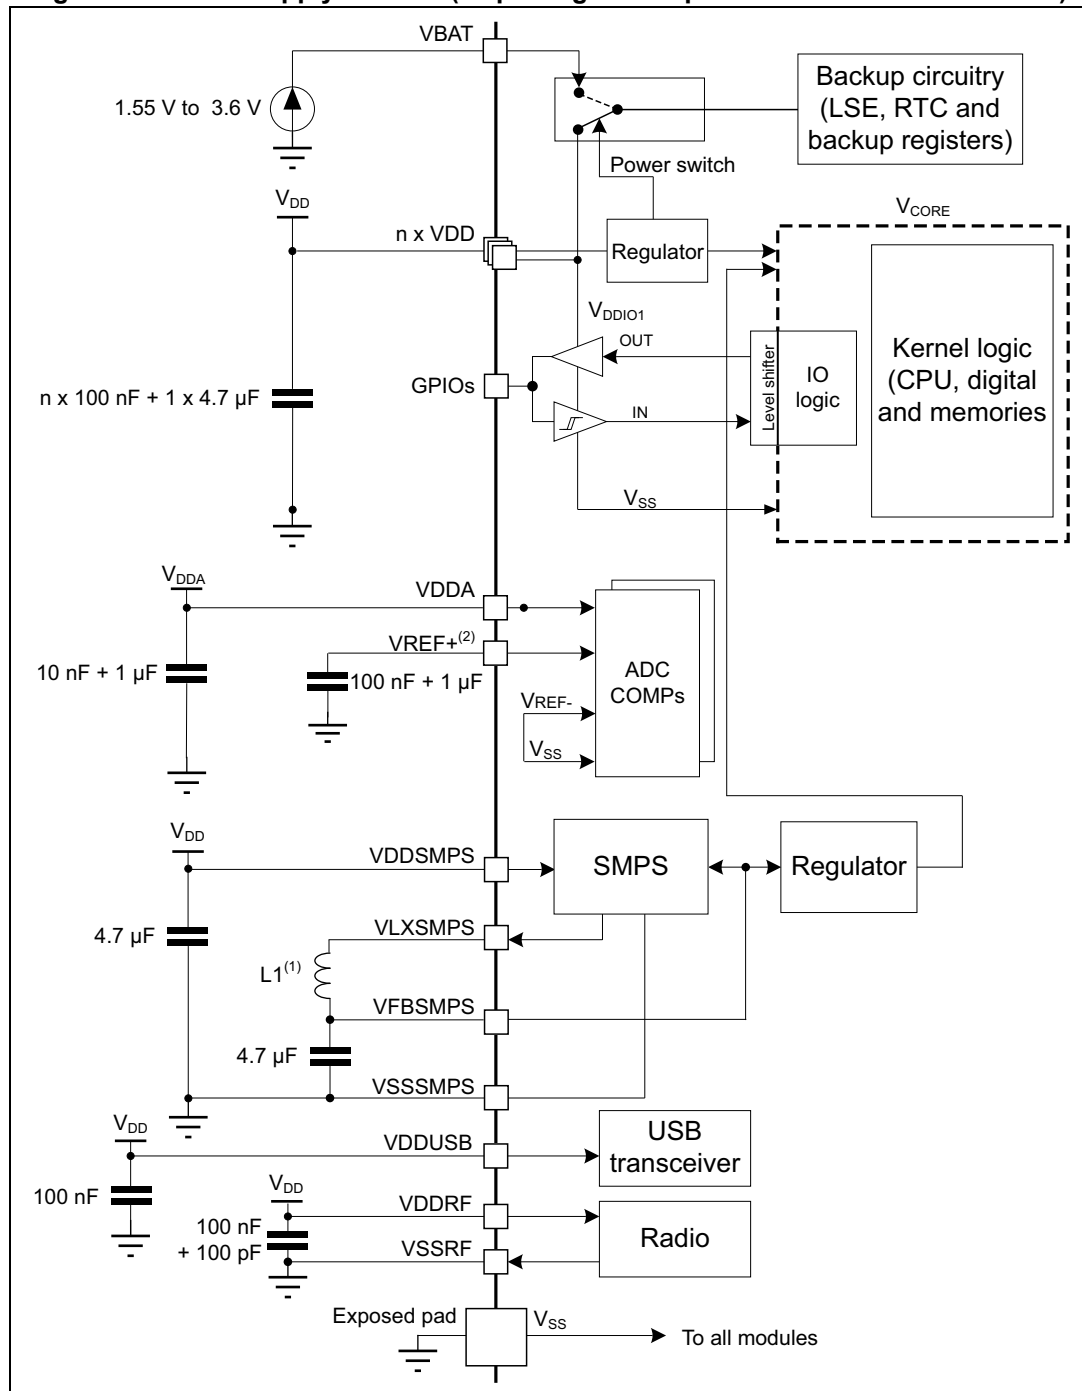 VBAT
1.55 V to 3.6 V
Backup circuitry
(LSE, RTC and
backup registers)
Power switch
VDD
n x VDD
Regulator
VCORE
VDDIO1
OUT
GPIOs
IN
Level shifter
IO
logic
Kernel logic
(CPU, digital
and memories
n x 100 nF + 1 x 4.7 µF
VSS
VDDA
VDDA
VREF+(2)
10 nF + 1 µF
100 nF + 1 µF
ADC
COMPs
VREF-
VSS
VDD
VDDSMPS
SMPS
Regulator
4.7 µF
VLXSMPS
L1(1)
VFBSMPS
4.7 µF
VSSSMPS
VDD
VDDUSB
USB
transceiver
100 nF
VDD
VDDRF
100 nF
+ 100 pF
VSSRF
Radio
Exposed pad
VSS
To all modules